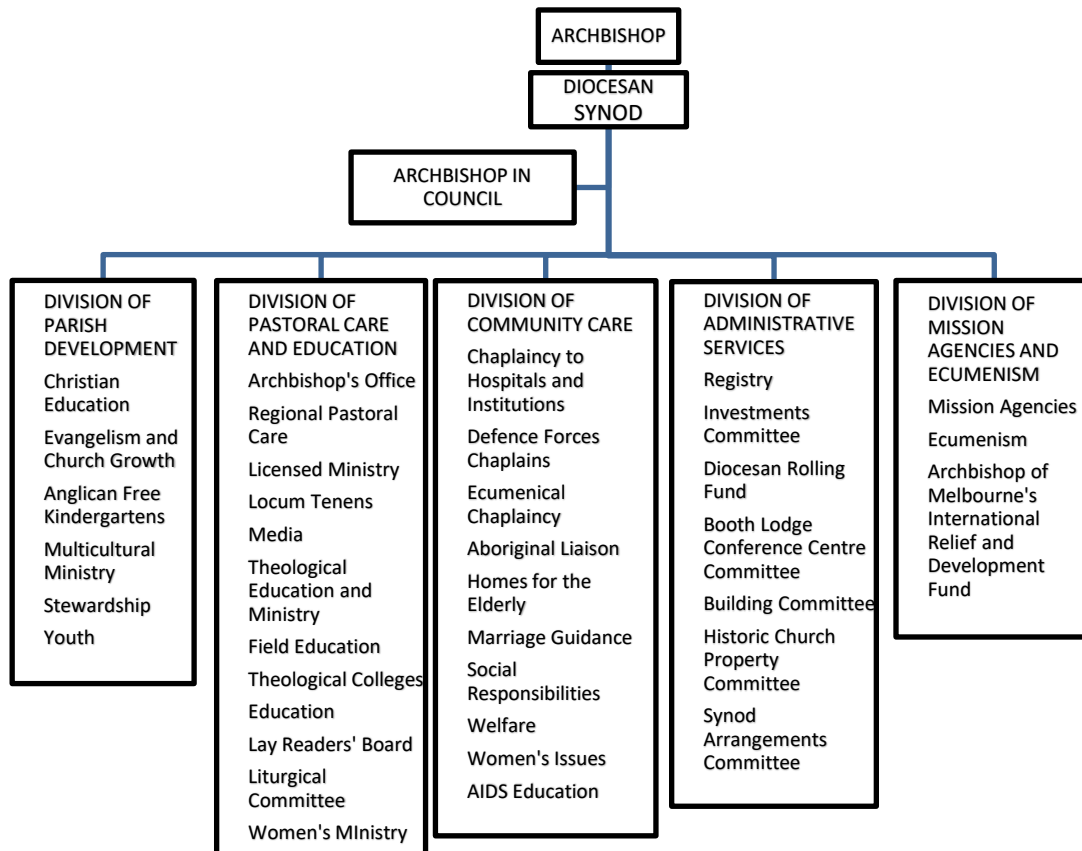 ARCHBISHOP
DIOCESAN
SYNOD
ARCHBISHOP IN
COUNCIL
DIVISION OF
PARISH
DEVELOPMENT
Christian
Education
Evangelism and
Church Growth
Anglican Free
Kindergartens
Multicultural
Ministry
Stewardship
Youth
DIVISION OF
PASTORAL CARE
AND EDUCATION
Archbishop's Office
Regional Pastoral
Care
Licensed Ministry
Locum Tenens
Media
Theological
Education and
Ministry
Field Education
Theological Colleges
Education
Lay Readers' Board
Liturgical
Committee
Women's MInistry
DIVISION OF
COMMUNITY CARE
Chaplaincy to
Hospitals and
Institutions
Defence Forces
Chaplains
Ecumenical
Chaplaincy
Aboriginal Liaison
Homes for the
Elderly
Marriage Guidance
Social
Responsibilities
Welfare
Women's Issues
AIDS Education
DIVISION OF
ADMINISTRATIVE
SERVICES
Registry
Investments
Committee
Diocesan Rolling
Fund
Booth Lodge
Conference Centre
Committee
Building Committee
Historic Church
Property
Committee
Synod
Arrangements
Committee
DIVISION OF
MISSION
AGENCIES AND
ECUMENISM
Mission Agencies
Ecumenism
Archbishop of
Melbourne's
International
Relief and
Development
Fund